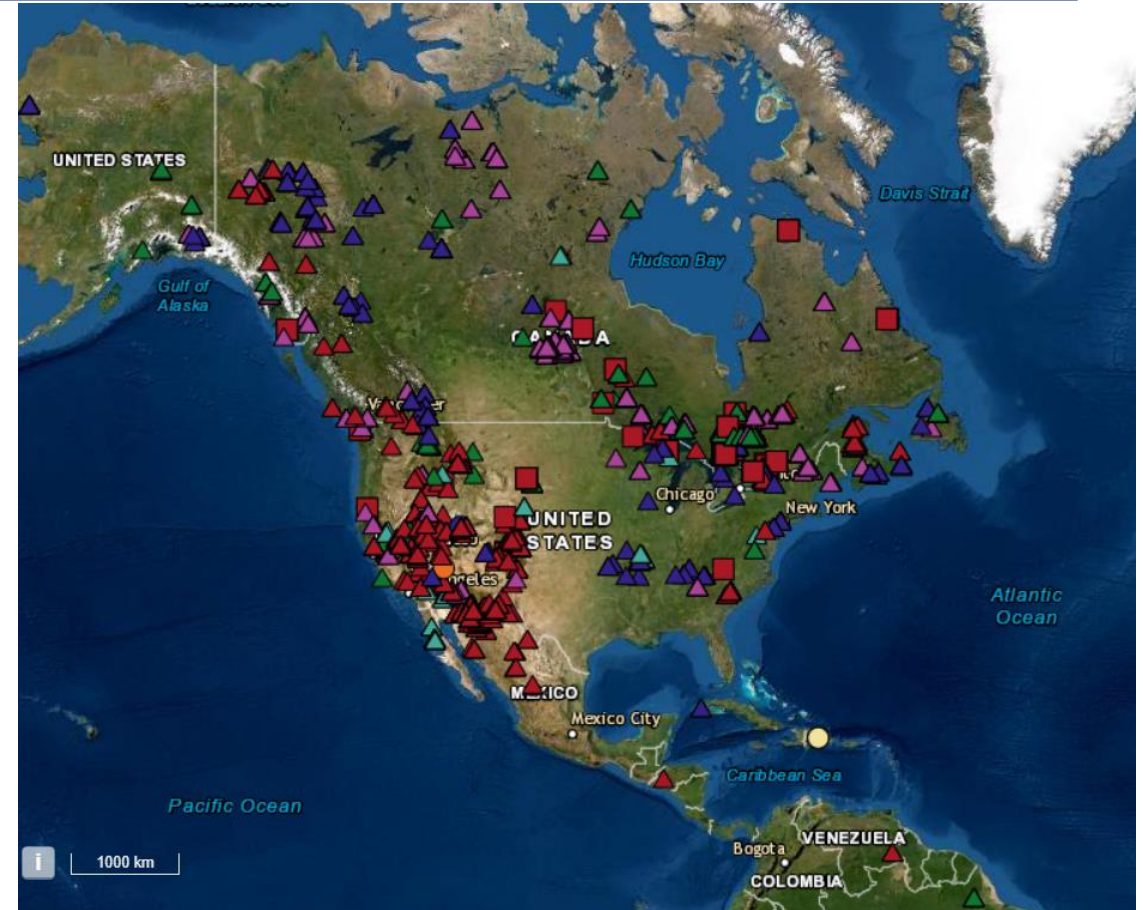 UNITED STATES
Davis Strait
Hudson Bay
Gulf of
Alaska
CANADA
Chicago
New York
UNITED
STATES
Atlantic
Ocean
MEXICO
Mexico City
Caribbean Sea
Pacific Ocean
VENEZUELA
Bogota
COLOMBIA
i
1000 km